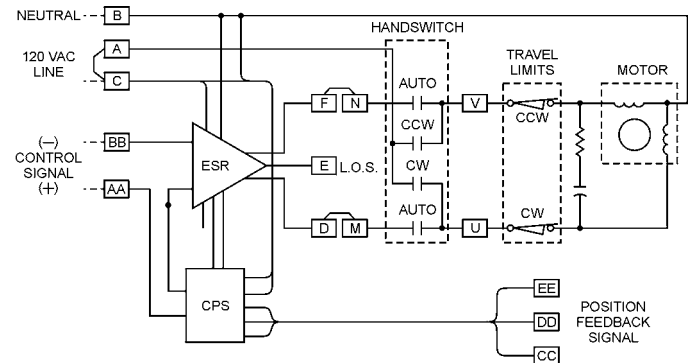 NEUTRAL
B
HANDSWITCH
A
120 VAC
LINE
C
TRAVEL
LIMITS
MOTOR
AUTO
F
N
V
CCW
CCW
(−)
CONTROL
SIGNAL
(+)
BB
ESR
E
L.O.S.
CW
AA
CW
D
M
AUTO
U
CPS
EE
DD
CC
POSITION
FEEDBACK
SIGNAL